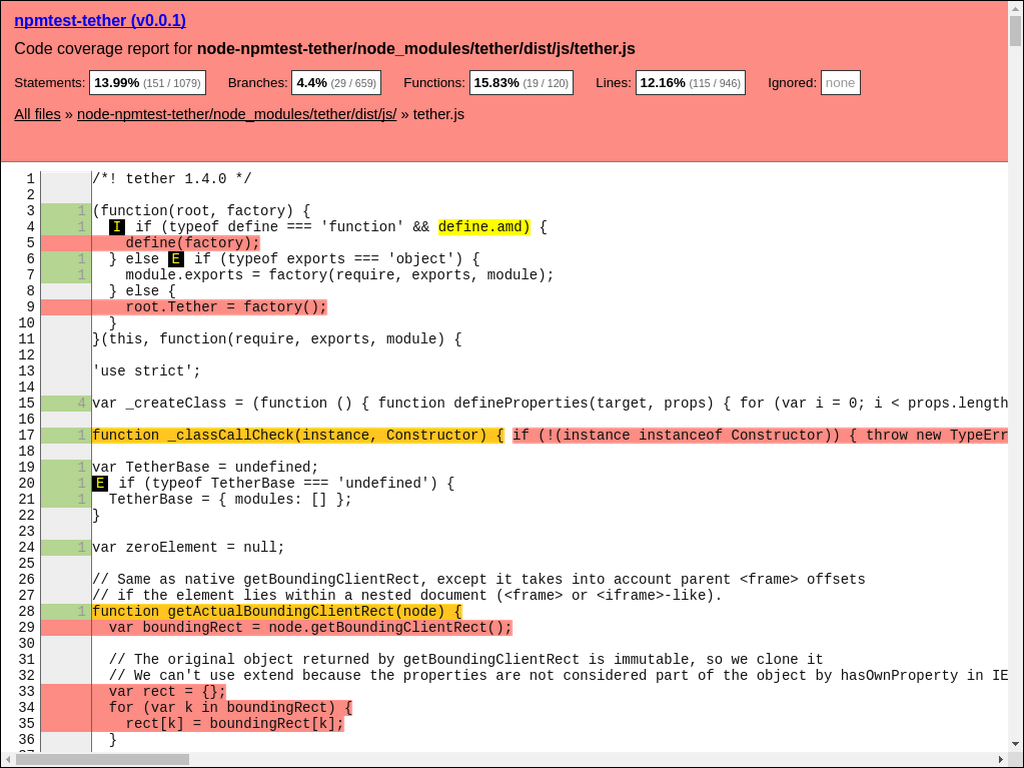 npmtest-tether (v0.0.1)
Code coverage report for node-npmtest-tether/node_modules/tether/dist/js/tether.js
Statements: 13.99% (151 / 1079) Branches: 4.4% (29 / 659) Functions: 15.83% (19 / 120) Lines: 12.16% (115 / 946) Ignored: none
All files » node-npmtest-tether/node_modules/tether/dist/js/ » tether.js
1 /*! tether 1.4.0 */
2
3 1 (function(root, factory) {
4 1 I if (typeof define === 'function' && define.amd) {
5 define(factory);
6 1 } else E if (typeof exports === 'object') {
7 1 module.exports = factory(require, exports, module);
8 } else {
9 root.Tether = factory();
10 }
11 }(this, function(require, exports, module) {
12
13 'use strict';
14
15 4 var _createClass = (function () { function defineProperties(target, props) { for (var i = 0; i < props.length
16
17 1 function _classCallCheck(instance, Constructor) { if (!(instance instanceof Constructor)) { throw new TypeErr
18
19 1 var TetherBase = undefined;
20 1 E if (typeof TetherBase === 'undefined') {
21 1 TetherBase = { modules: [] };
22 }
23
24 1 var zeroElement = null;
25
26 // Same as native getBoundingClientRect, except it takes into account parent <frame> offsets
27 // if the element lies within a nested document (<frame> or <iframe>-like).
28 1 function getActualBoundingClientRect(node) {
29 var boundingRect = node.getBoundingClientRect();
30
31 // The original object returned by getBoundingClientRect is immutable, so we clone it
32 // We can't use extend because the properties are not considered part of the object by hasOwnProperty in IE
33 var rect = {};
34 for (var k in boundingRect) {
35 rect[k] = boundingRect[k];
36 }